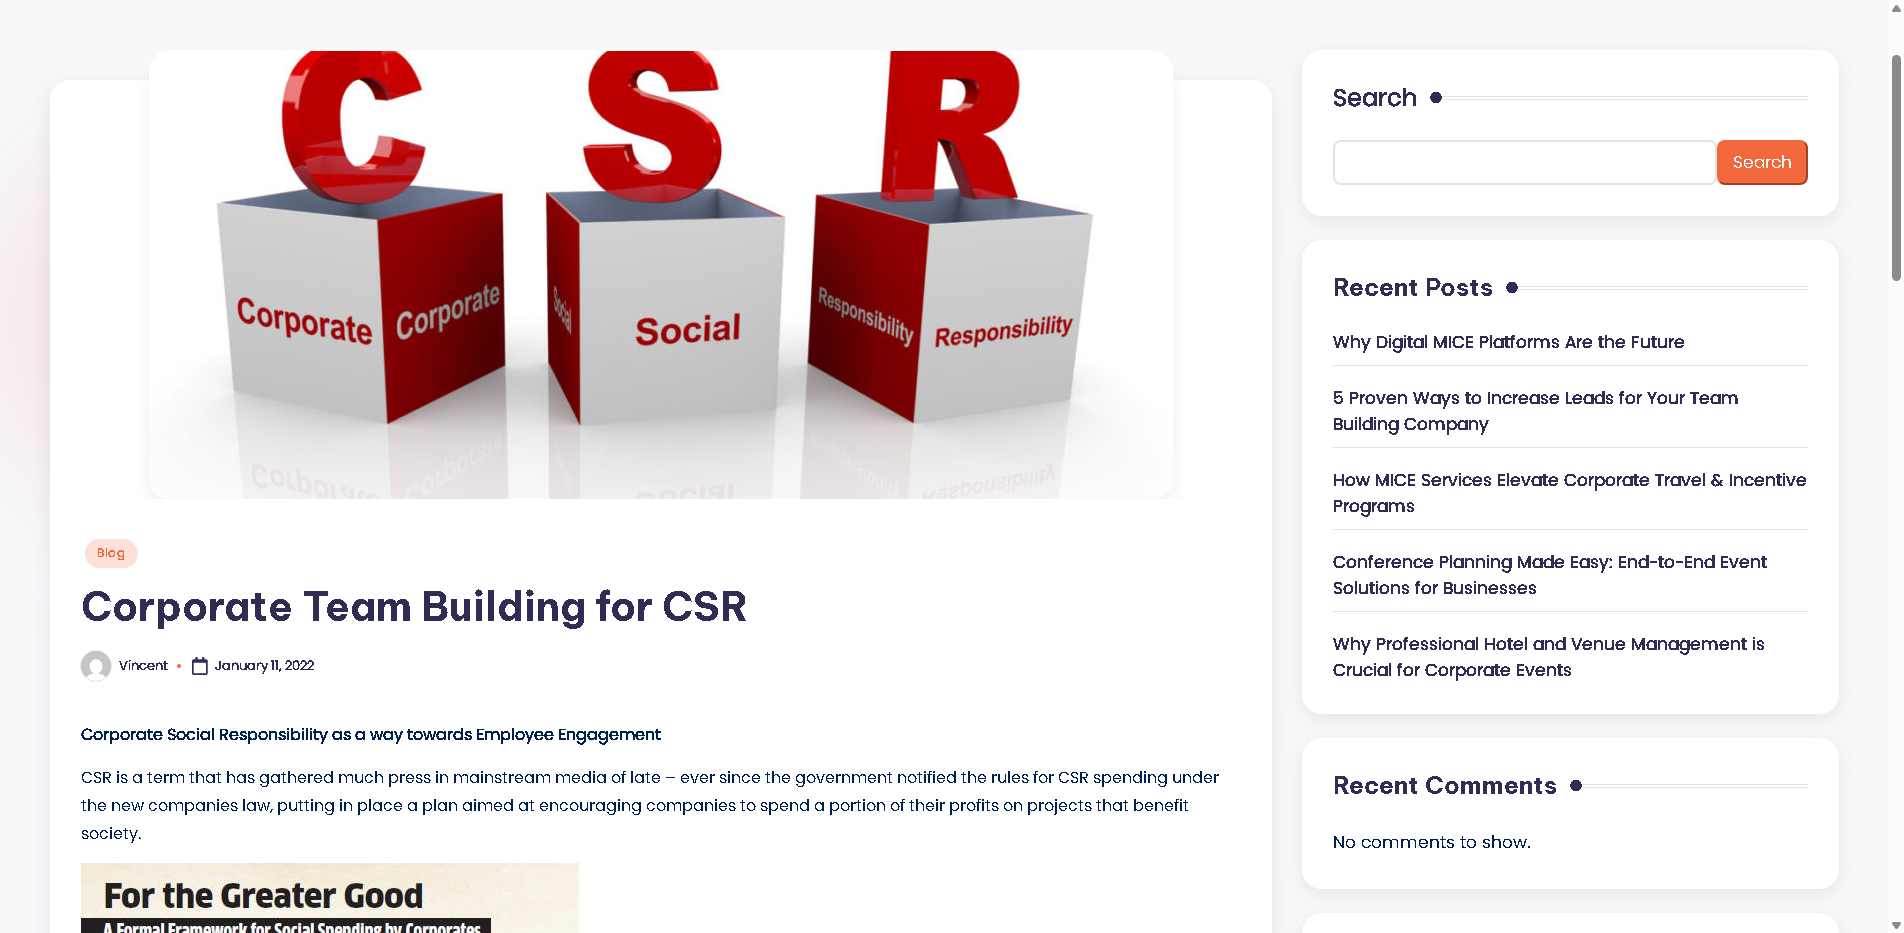 C S R
Corporate Corporate Social Social Responsibility Responsibility
Blog
Corporate Team Building for CSR
Vincent • January 11, 2022
Corporate Social Responsibility as a way towards Employee Engagement
CSR is a term that has gathered much press in mainstream media of late – ever since the government notified the rules for CSR spending under
the new companies law, putting in place a plan aimed at encouraging companies to spend a portion of their profits on projects that benefit
society.
For the Greater Good
A Formal Framework for Social Spending by Corporates
Search
Search
Recent Posts
Why Digital MICE Platforms Are the Future
5 Proven Ways to Increase Leads for Your Team
Building Company
How MICE Services Elevate Corporate Travel & Incentive
Programs
Conference Planning Made Easy: End-to-End Event
Solutions for Businesses
Why Professional Hotel and Venue Management is
Crucial for Corporate Events
Recent Comments
No comments to show.